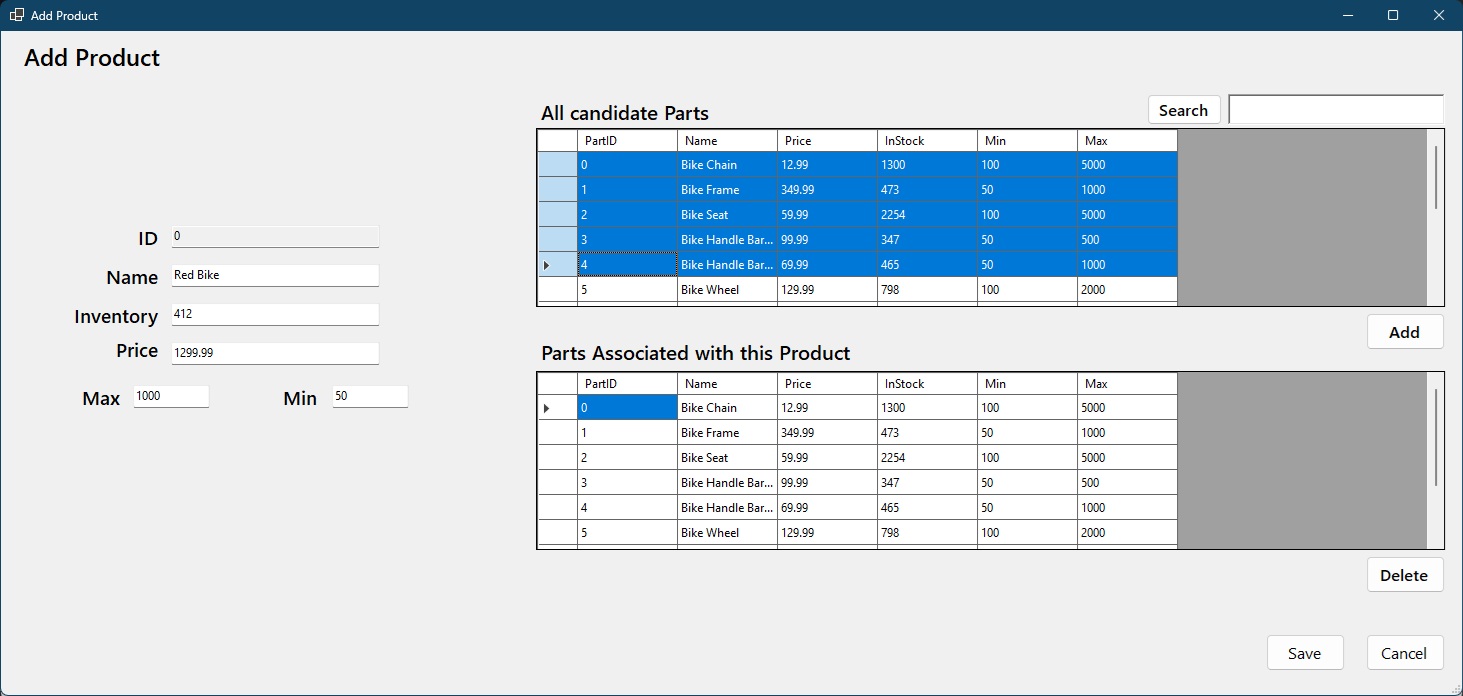 Add Product
Add Product
ID 0
Name Red Bike
Inventory 412
Price 1299.99
Max 1000 Min 50
All candidate Parts Search
PartID Name Price InStock Min Max
0 Bike Chain 12.99 1300 100 5000
1 Bike Frame 349.99 473 50 1000
2 Bike Seat 59.99 2254 100 5000
3 Bike Handle Bar... 99.99 347 50 500
4 Bike Handle Bar... 69.99 465 50 1000
5 Bike Wheel 129.99 798 100 2000
Add
Parts Associated with this Product
PartID Name Price InStock Min Max
0 Bike Chain 12.99 1300 100 5000
1 Bike Frame 349.99 473 50 1000
2 Bike Seat 59.99 2254 100 5000
3 Bike Handle Bar... 99.99 347 50 500
4 Bike Handle Bar... 69.99 465 50 1000
5 Bike Wheel 129.99 798 100 2000
Delete
Save Cancel